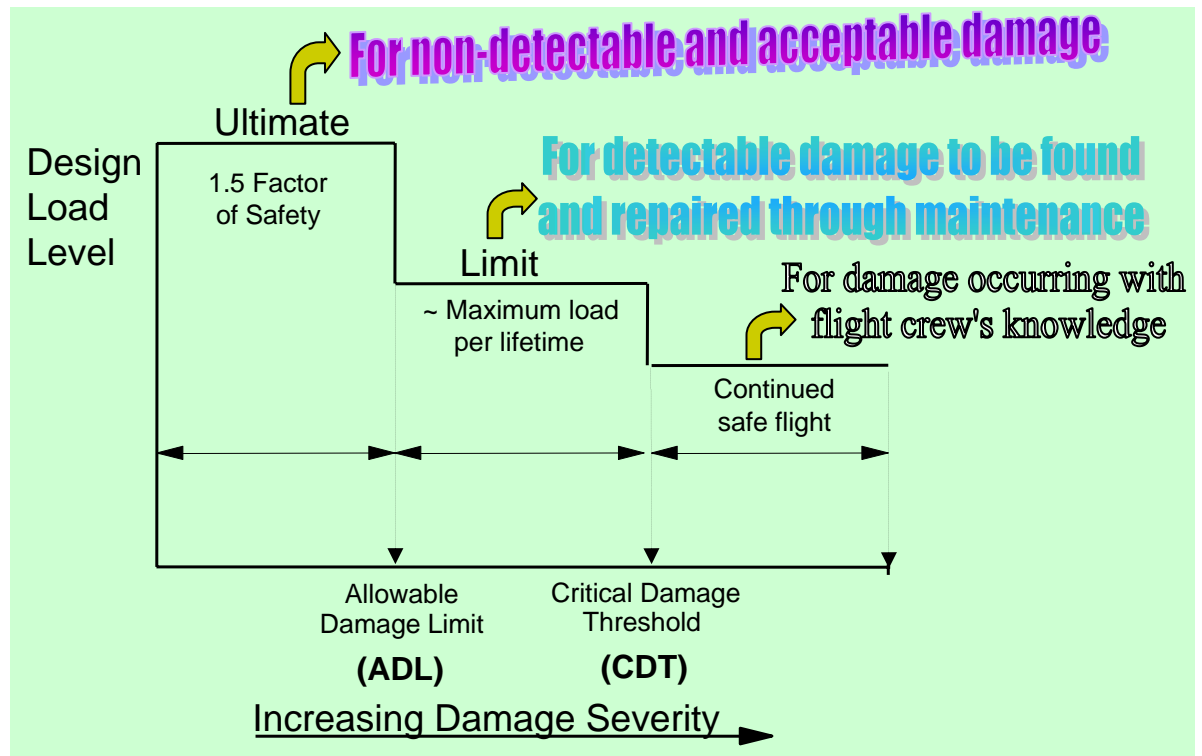 For non-detectable and acceptable damage
Ultimate
Design
Load
Level
1.5 Factor
of Safety
For detectable damage to be found
and repaired through maintenance
Limit
~ Maximum load
per lifetime
For damage occurring with
flight crew's knowledge
Continued
safe flight
Allowable
Damage Limit
(ADL)
Critical Damage
Threshold
(CDT)
Increasing Damage Severity